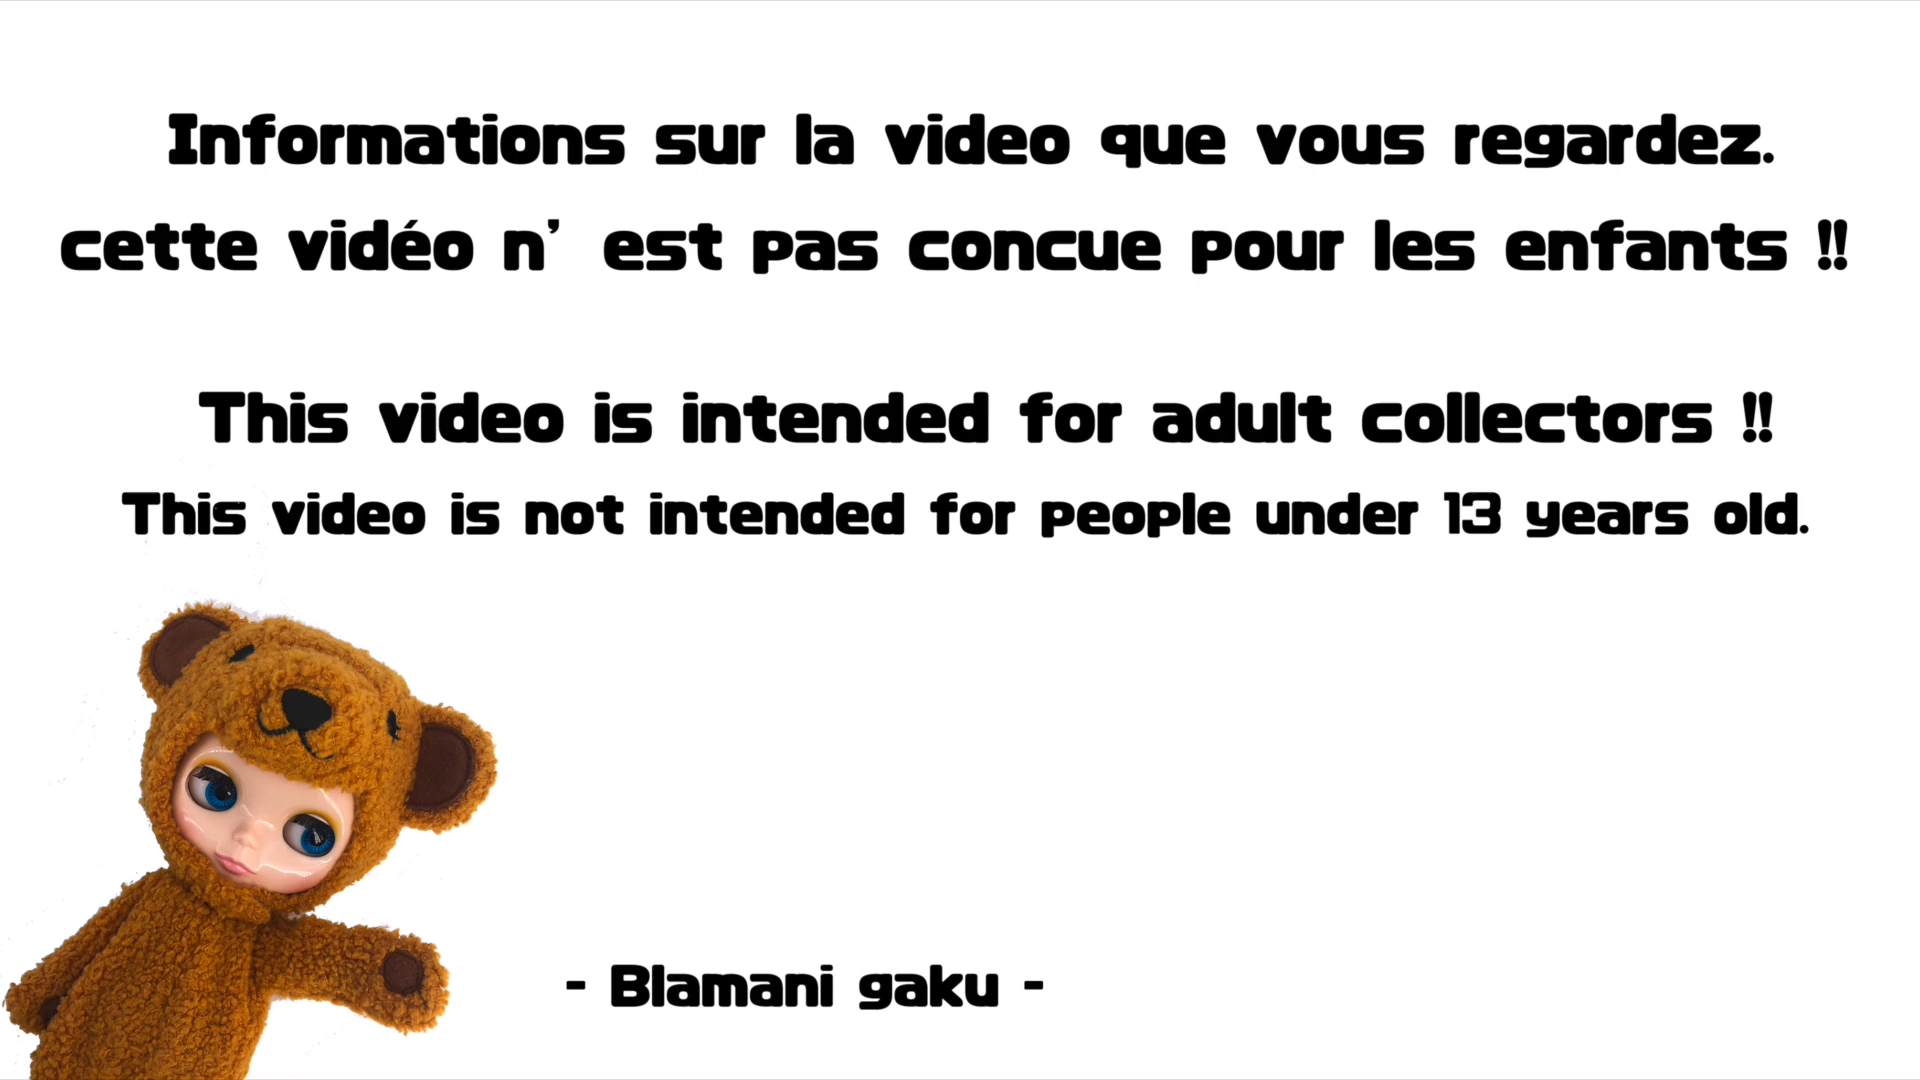 Informations sur la video que vous regardez.
cette vidéo n' est pas concue pour les enfants !!
This video is intended for adult collectors !!
This video is not intended for people under 13 years old.
- Blamani gaku -